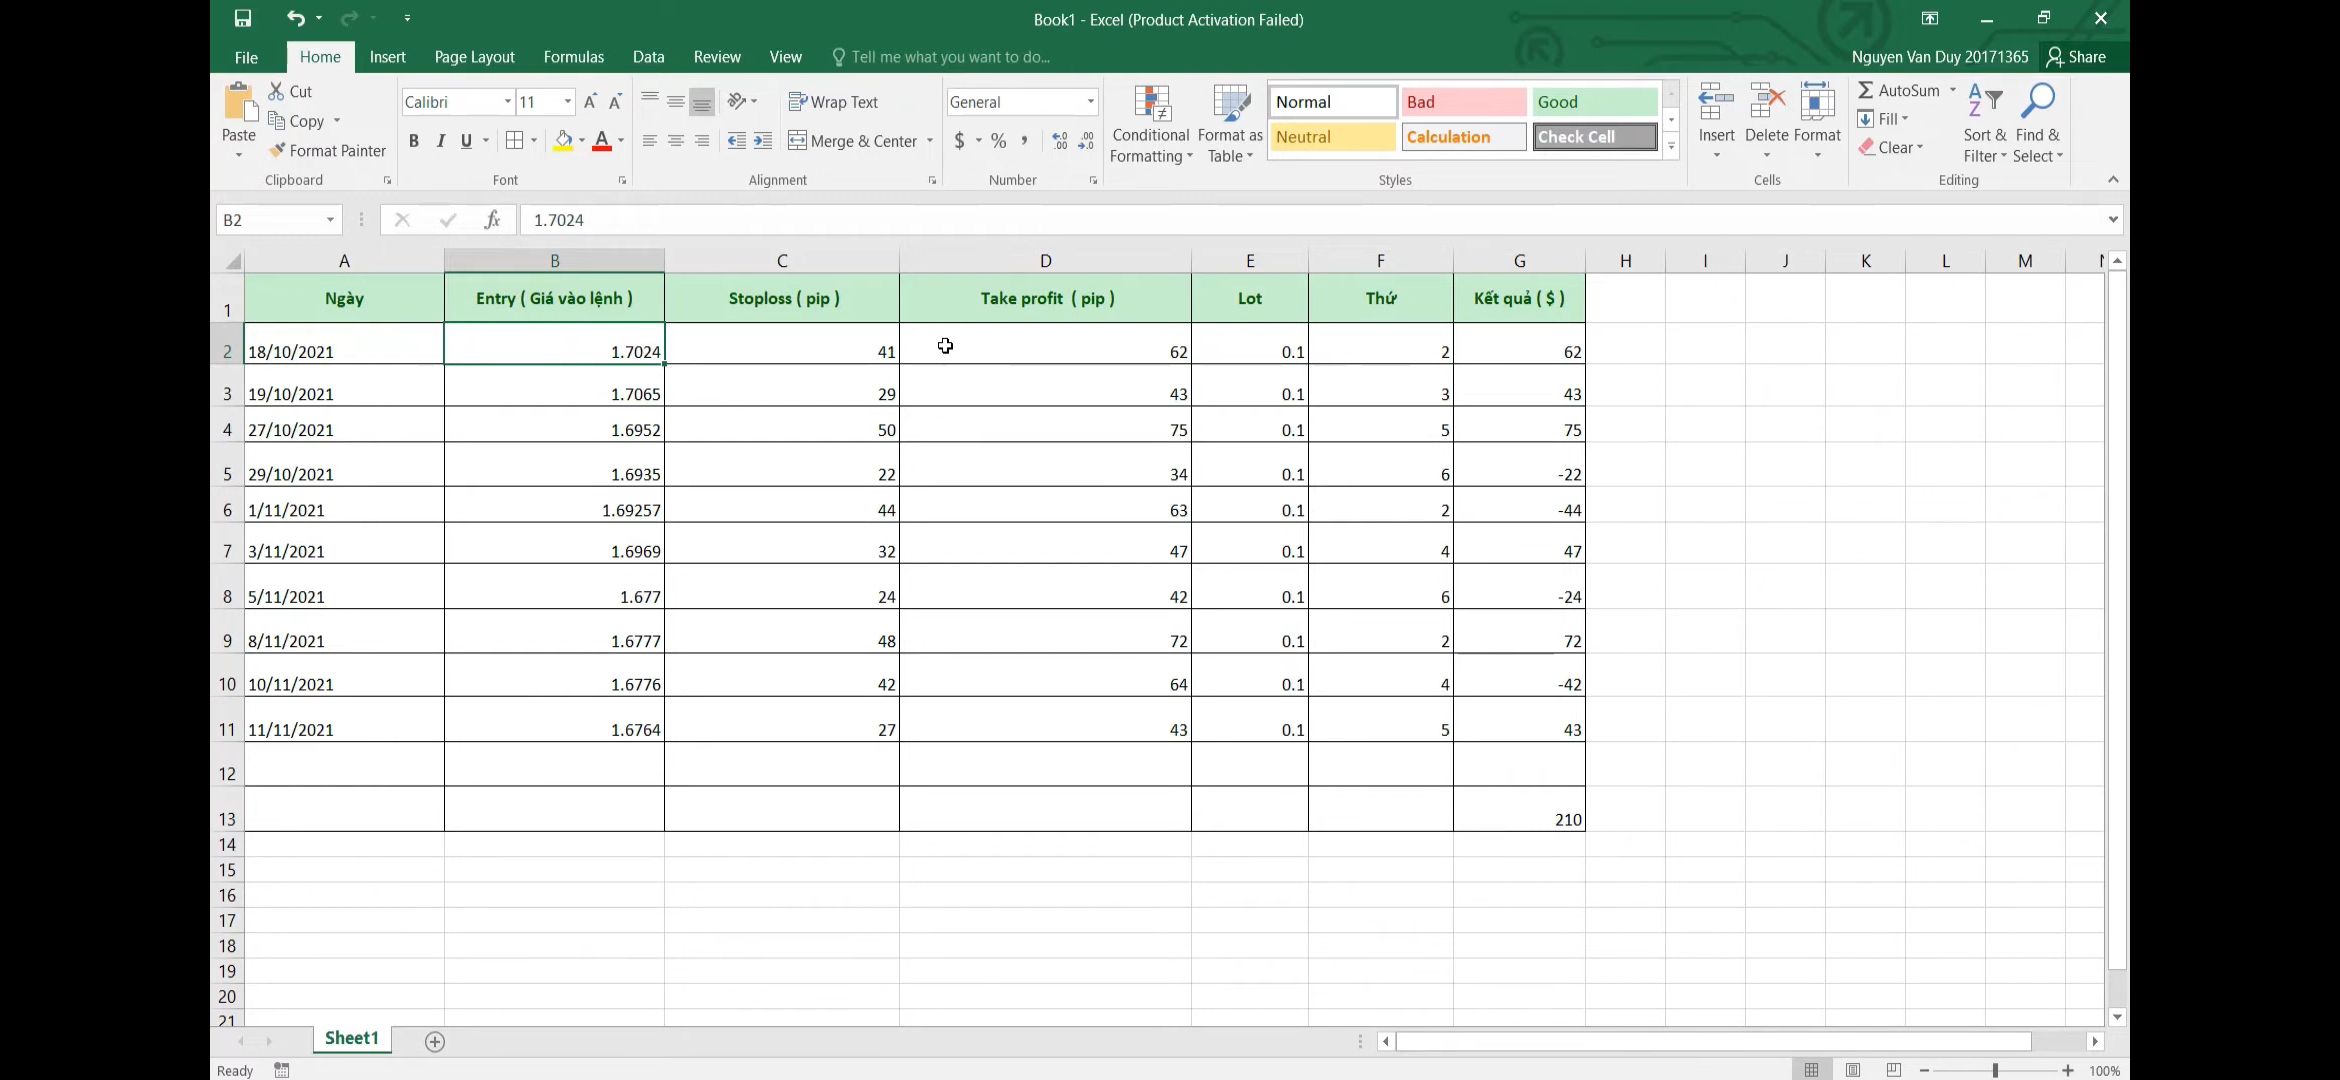 Book1 - Excel (Product Activation Failed)
File Home Insert Page Layout Formulas Data Review View Tell me what you want to do... Nguyen Van Duy 20171365 Share
Paste Cut
Copy
Format Painter
Clipboard
Calibri 11
B I U
Font
Wrap Text
Merge & Center
Alignment
General
$ % ,
Number
Conditional Formatting
Format as Table
Normal Bad Good
Neutral Calculation Check Cell
Styles
Insert Delete Format
Cells
AutoSum
Fill
Clear
Sort & Filter
Find & Select
Editing
B2 fx 1.7024
A B C D E F G H I J K L M
1 Ngày Entry ( Giá vào lệnh ) Stoploss ( pip ) Take profit ( pip ) Lot Thứ Kết quả ( $ )
2 18/10/2021 1.7024 41 62 0.1 2 62
3 19/10/2021 1.7065 29 43 0.1 3 43
4 27/10/2021 1.6952 50 75 0.1 5 75
5 29/10/2021 1.6935 22 34 0.1 6 -22
6 1/11/2021 1.69257 44 63 0.1 2 -44
7 3/11/2021 1.6969 32 47 0.1 4 47
8 5/11/2021 1.677 24 42 0.1 6 -24
9 8/11/2021 1.6777 48 72 0.1 2 72
10 10/11/2021 1.6776 42 64 0.1 4 -42
11 11/11/2021 1.6764 27 43 0.1 5 43
12
13 210
14
15
16
17
18
19
20
21
Sheet1
Ready 100%